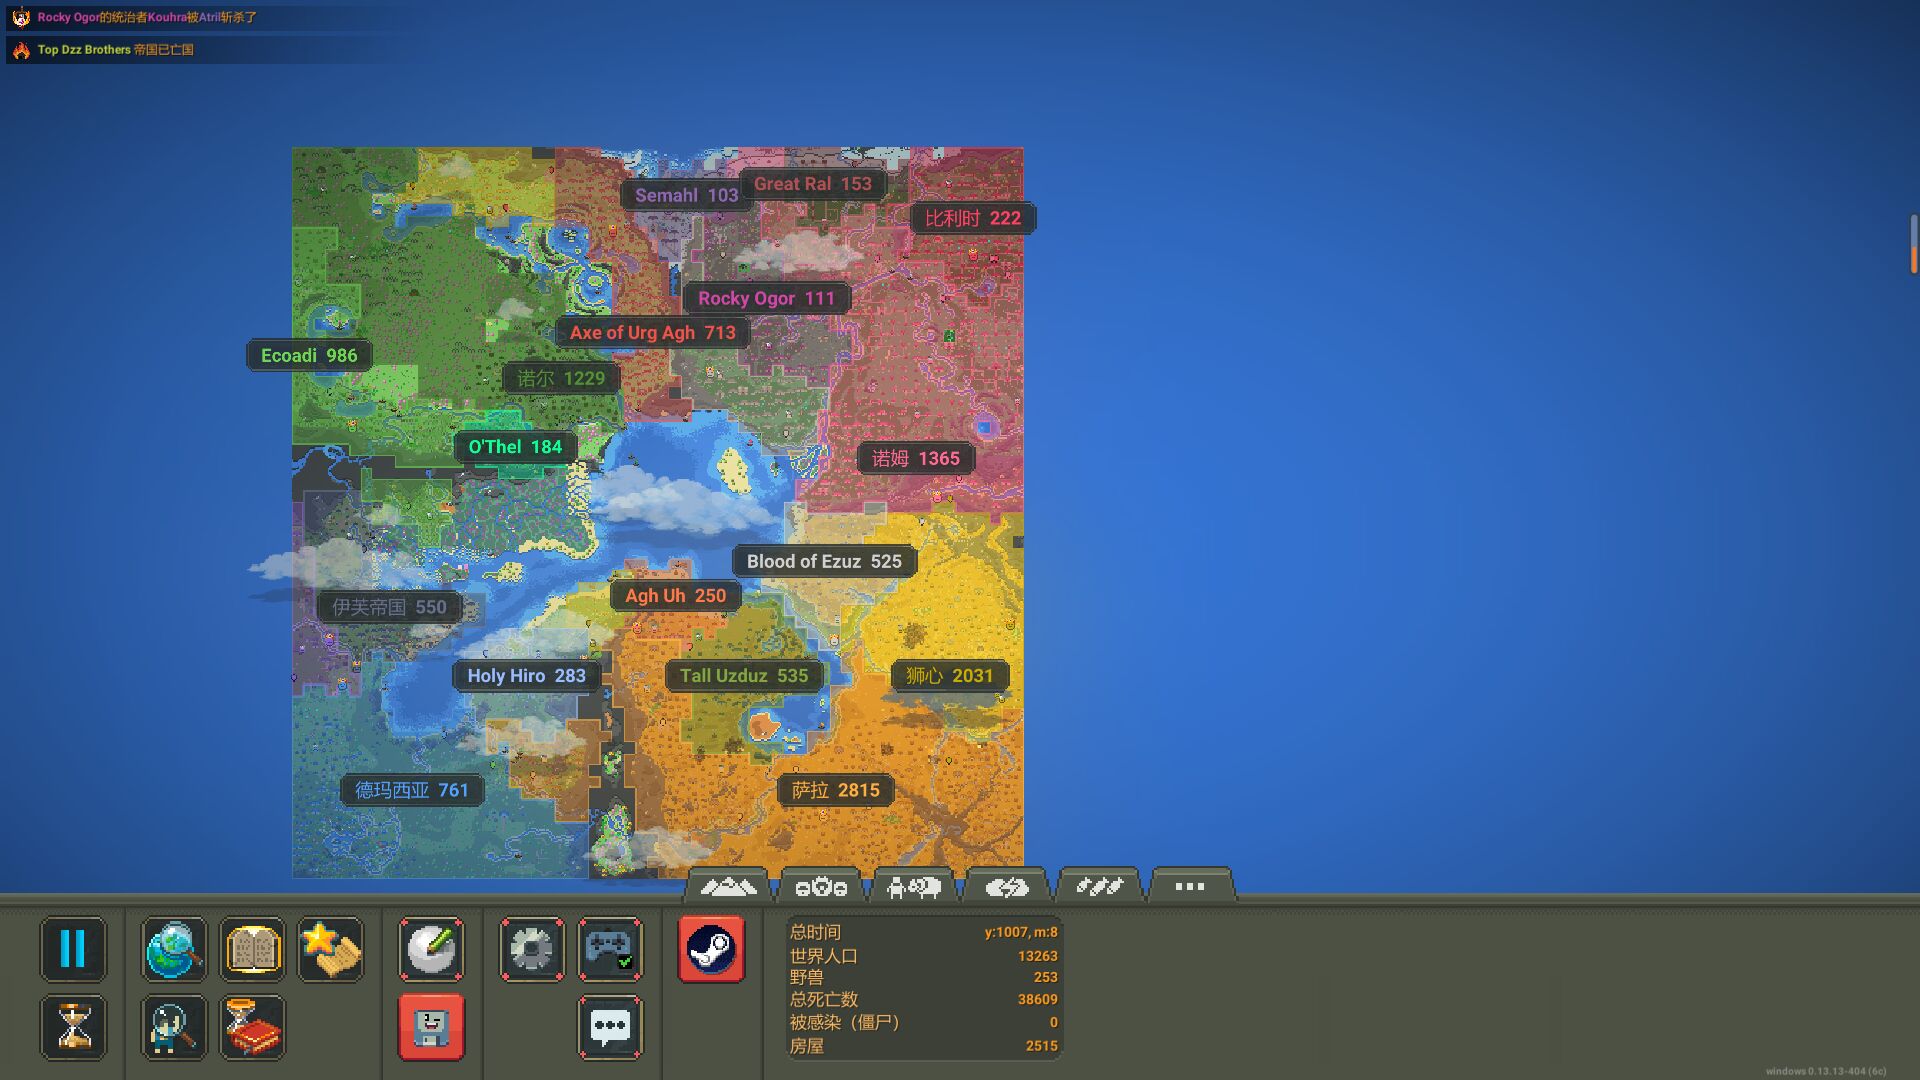 Rocky Ogor的统治者Kouhra被Atril斩杀了
Top Dzz Brothers 帝国已亡国
Semahl 103
Great Ral 153
比利时 222
Rocky Ogor 111
Axe of Urg Agh 713
Ecoadi 986
诺尔 1229
O'Thel 184
诺姆 1365
Blood of Ezuz 525
Agh Uh 250
伊芙帝国 550
Holy Hiro 283
Tall Uzduz 535
狮心 2031
德玛西亚 761
萨拉 2815
总时间 y:1007, m:8
世界人口 13263
野兽 253
总死亡数 38609
被感染（僵尸） 0
房屋 2515
windows 0.13.13-404 (6c)